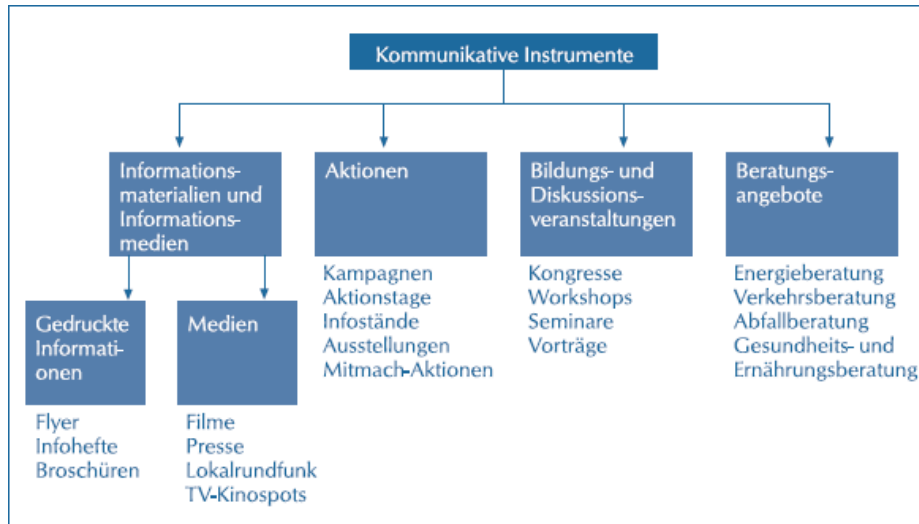 Kommunikative Instrumente
Informations-
materialien und
Informations-
medien
Gedruckte
Informati-
onen
Flyer
Infohefte
Broschüren
Medien
Filme
Presse
Lokalrundfunk
TV-Kinospots
Aktionen
Kampagnen
Aktionstage
Infostände
Ausstellungen
Mitmach-Aktionen
Bildungs- und
Diskussions-
veranstaltungen
Kongresse
Workshops
Seminare
Vorträge
Beratungs-
angebote
Energieberatung
Verkehrsberatung
Abfallberatung
Gesundheits- und
Ernährungsberatung